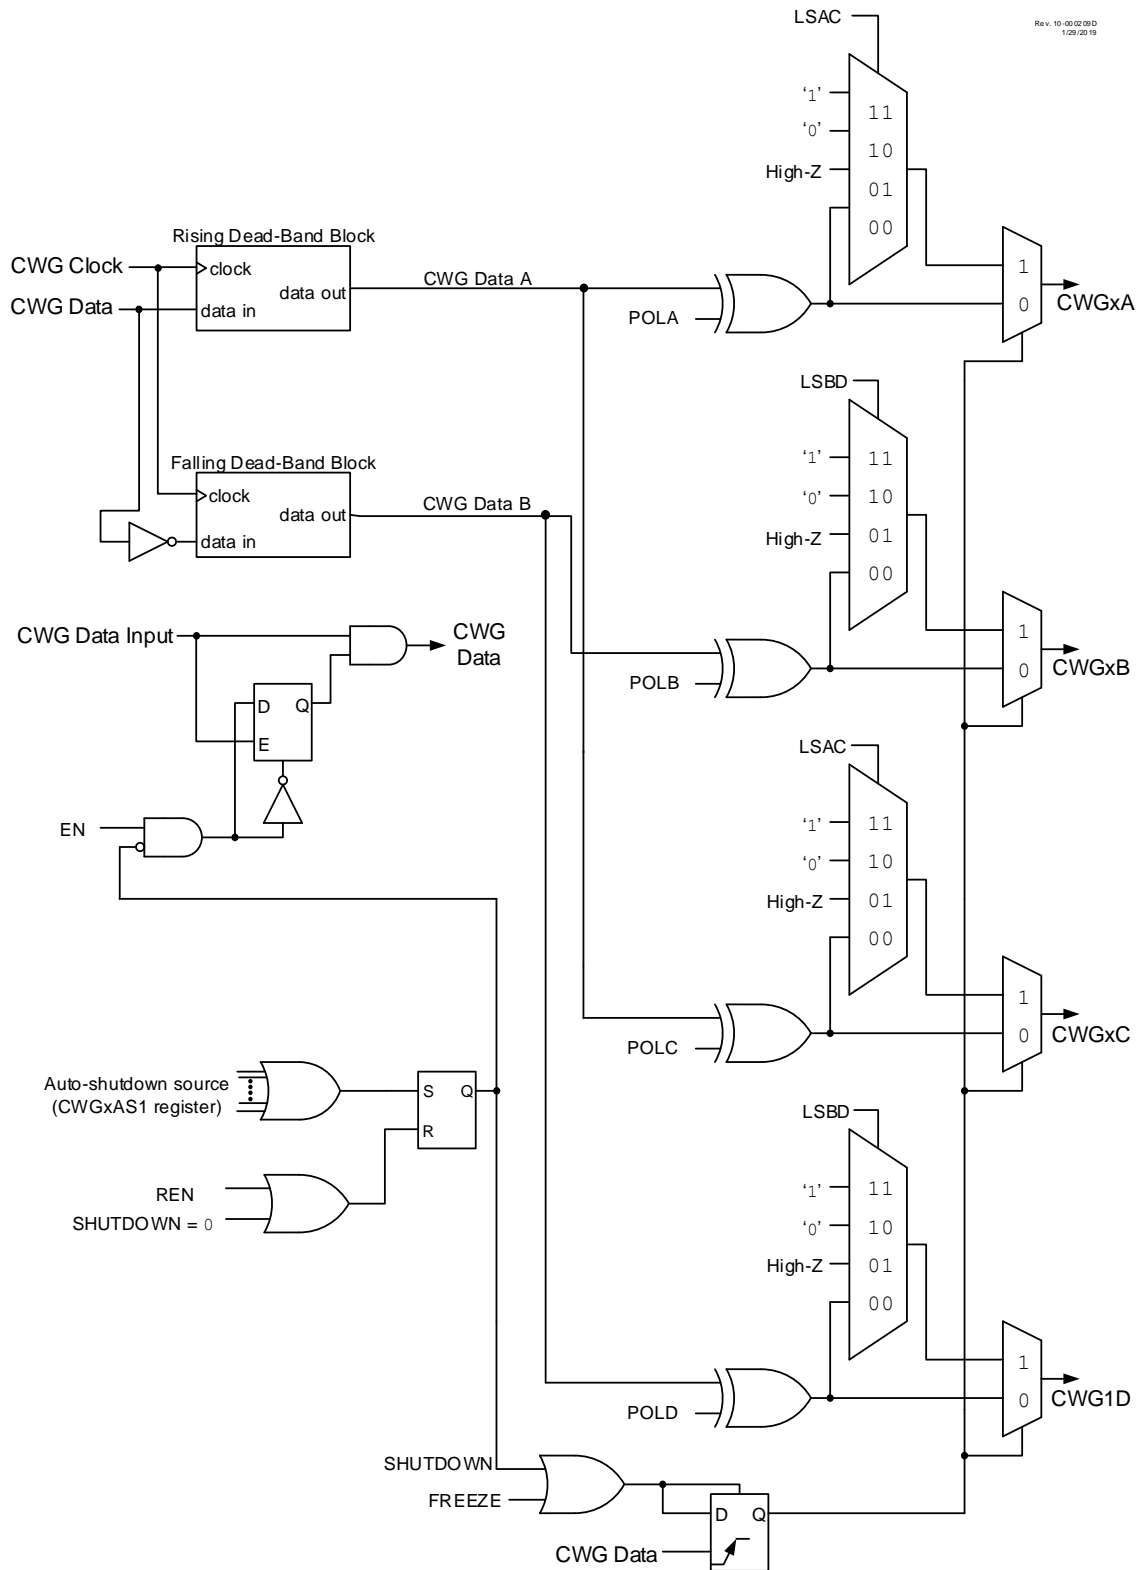 LSAC
Rev. 10-000209D
1/29/2019
‘1’
11
‘0’
10
High-Z
01
00
Rising Dead-Band Block
CWG Clock
clock
CWG Data A
data out
CWG Data
data in
POLA
1
0
CWGxA
LSBD
‘1’
11
‘0’
10
High-Z
01
00
Falling Dead-Band Block
clock
CWG Data B
data out
data in
CWG Data Input
CWG
Data
D
Q
E
POLB
1
0
CWGxB
LSAC
‘1’
11
‘0’
10
High-Z
01
00
EN
POLC
1
0
CWGxC
Auto-shutdown source
(CWGxAS1 register)
S
Q
R
REN
SHUTDOWN = 0
LSBD
‘1’
11
‘0’
10
High-Z
01
00
POLD
1
0
CWG1D
SHUTDOWN
FREEZE
D
Q
CWG Data